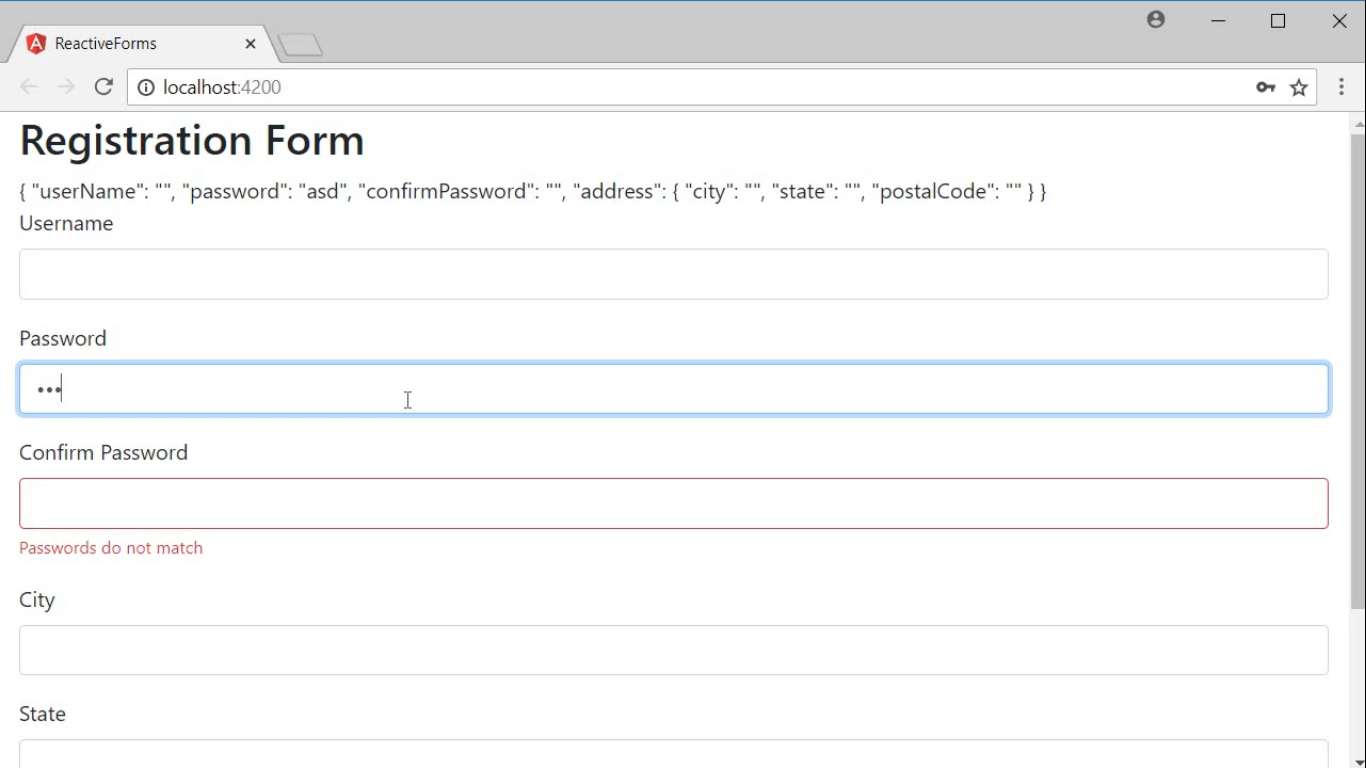 ReactiveForms
localhost:4200
Registration Form
{ "userName": "", "password": "asd", "confirmPassword": "", "address": { "city": "", "state": "", "postalCode": "" } }
Username
Password
•••
Confirm Password
Passwords do not match
City
State